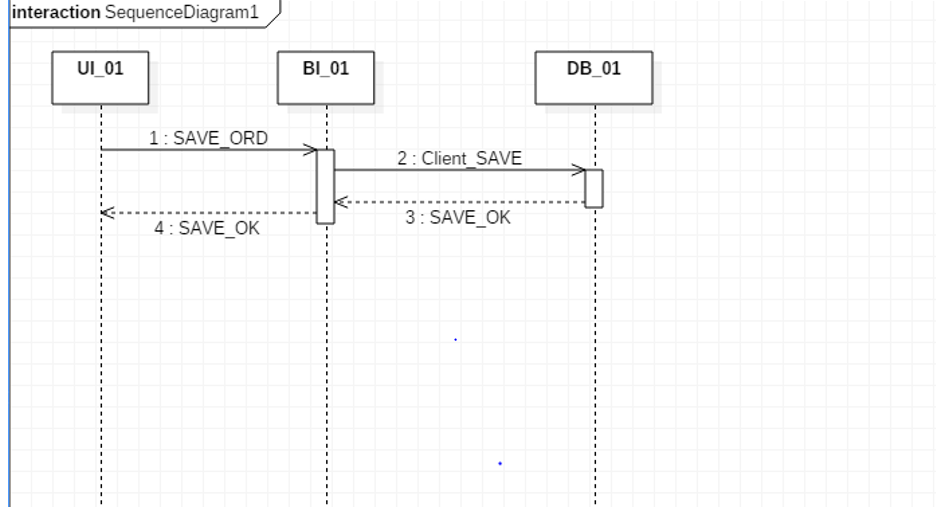 interaction SequenceDiagram1
UI_01
BI_01
DB_01
1 : SAVE_ORD
2 : Client_SAVE
3 : SAVE_OK
4 : SAVE_OK